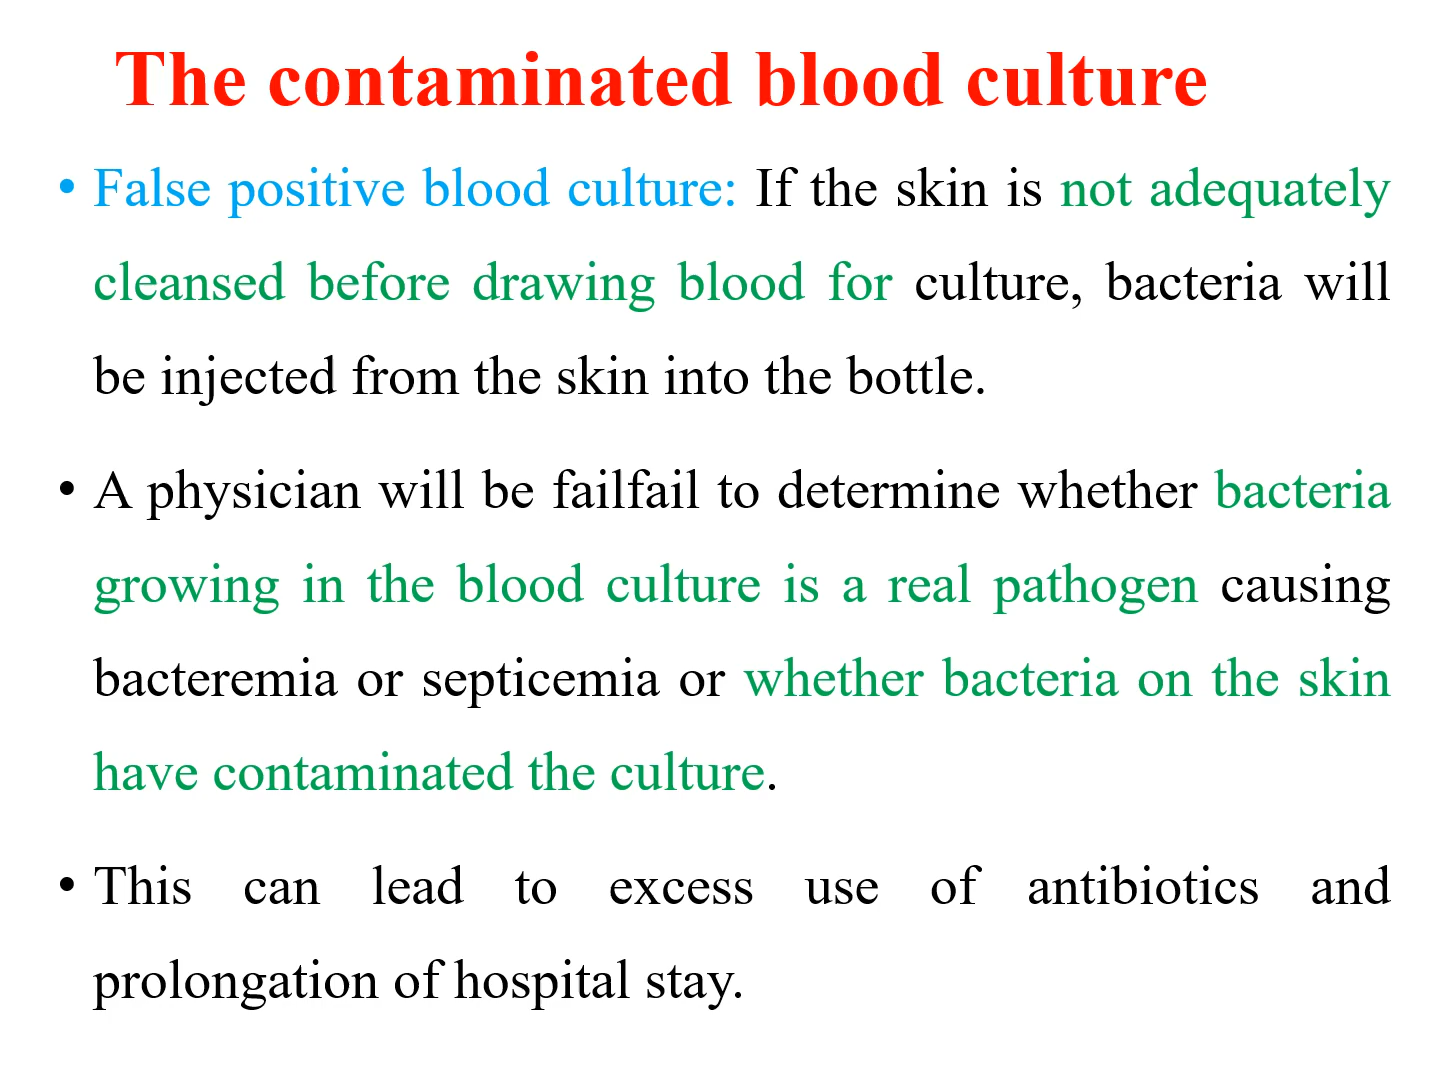 The contaminated blood culture
• False positive blood culture: If the skin is not adequately
cleansed before drawing blood for culture, bacteria will
be injected from the skin into the bottle.
• A physician will be failfail to determine whether bacteria
growing in the blood culture is a real pathogen causing
bacteremia or septicemia or whether bacteria on the skin
have contaminated the culture.
• This can lead to excess use of antibiotics and
prolongation of hospital stay.